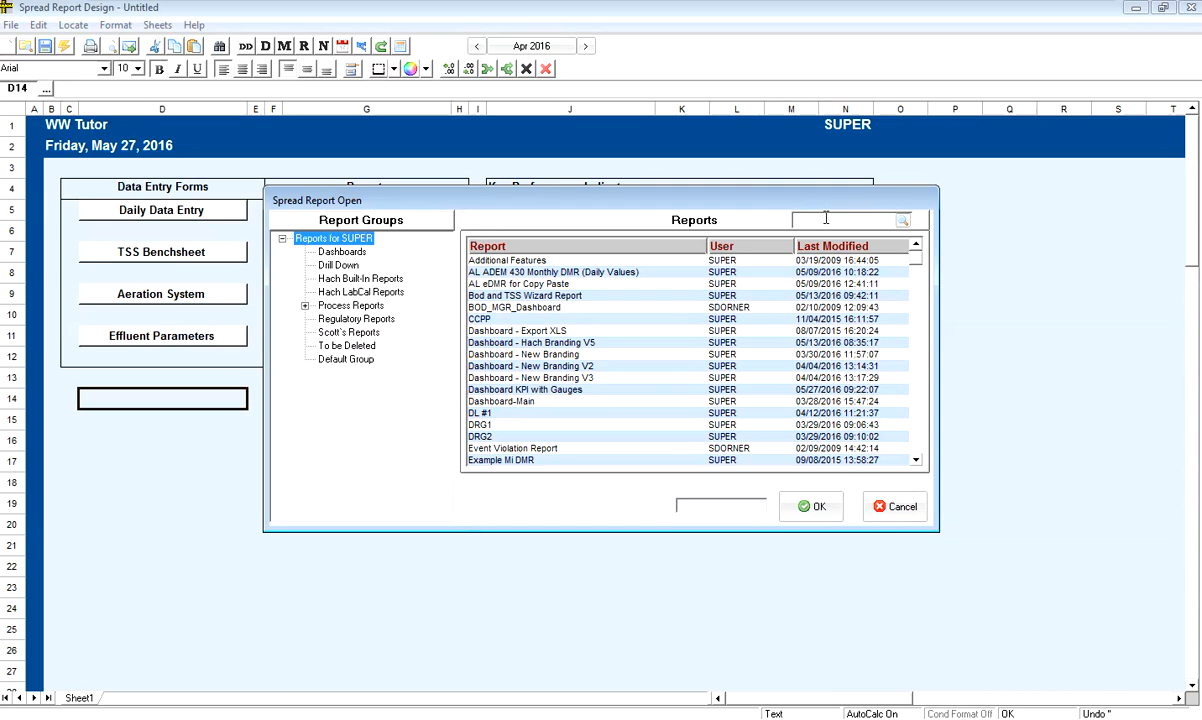 Spread Report Design - Untitled
File Edit Locate Format Sheets Help
DD D M R N < Apr 2016 >
Arial 10 B I U
D14 ...
A B C D E F G H I J K L M N O P Q R S T
1 WW Tutor SUPER
2 Friday, May 27, 2016
3
4 Data Entry Forms
5 Daily Data Entry
6
7 TSS Benchsheet
8
9 Aeration System
10
11 Effluent Parameters
12
13
14
15
16
17
18
19
20
21
22
23
24
25
26
27
Spread Report Open
Report Groups Reports
Reports for SUPER
Dashboards
Drill Down
Hach Built-In Reports
Hach LabCal Reports
Process Reports
Regulatory Reports
Scott's Reports
To be Deleted
Default Group
Report User Last Modified
Additional Features SUPER 03/19/2009 16:44:05
AL ADEM 430 Monthly DMR (Daily Values) SUPER 05/09/2016 10:18:22
AL eDMR for Copy Paste SUPER 05/09/2016 12:41:11
Bod and TSS Wizard Report SUPER 05/13/2016 09:42:11
BOD_MGR_Dashboard SDORNER 02/10/2009 12:09:43
CCPP SUPER 11/04/2015 16:11:57
Dashboard - Export XLS SUPER 08/07/2015 16:20:24
Dashboard - Hach Branding V5 SUPER 05/13/2016 08:35:17
Dashboard - New Branding SUPER 03/30/2016 11:57:07
Dashboard - New Branding V2 SUPER 04/04/2016 13:14:31
Dashboard - New Branding V3 SUPER 04/04/2016 13:17:29
Dashboard KPI with Gauges SUPER 05/27/2016 09:22:07
Dashboard-Main SUPER 03/28/2016 15:47:24
DL #1 SUPER 04/12/2016 11:21:37
DRG1 SUPER 03/29/2016 09:06:43
DRG2 SUPER 03/29/2016 09:10:02
Event Violation Report SDORNER 02/09/2009 14:42:14
Example Mi DMR SUPER 09/08/2015 13:58:27
OK Cancel
Sheet1
Text AutoCalc On Cond Format Off OK Undo "